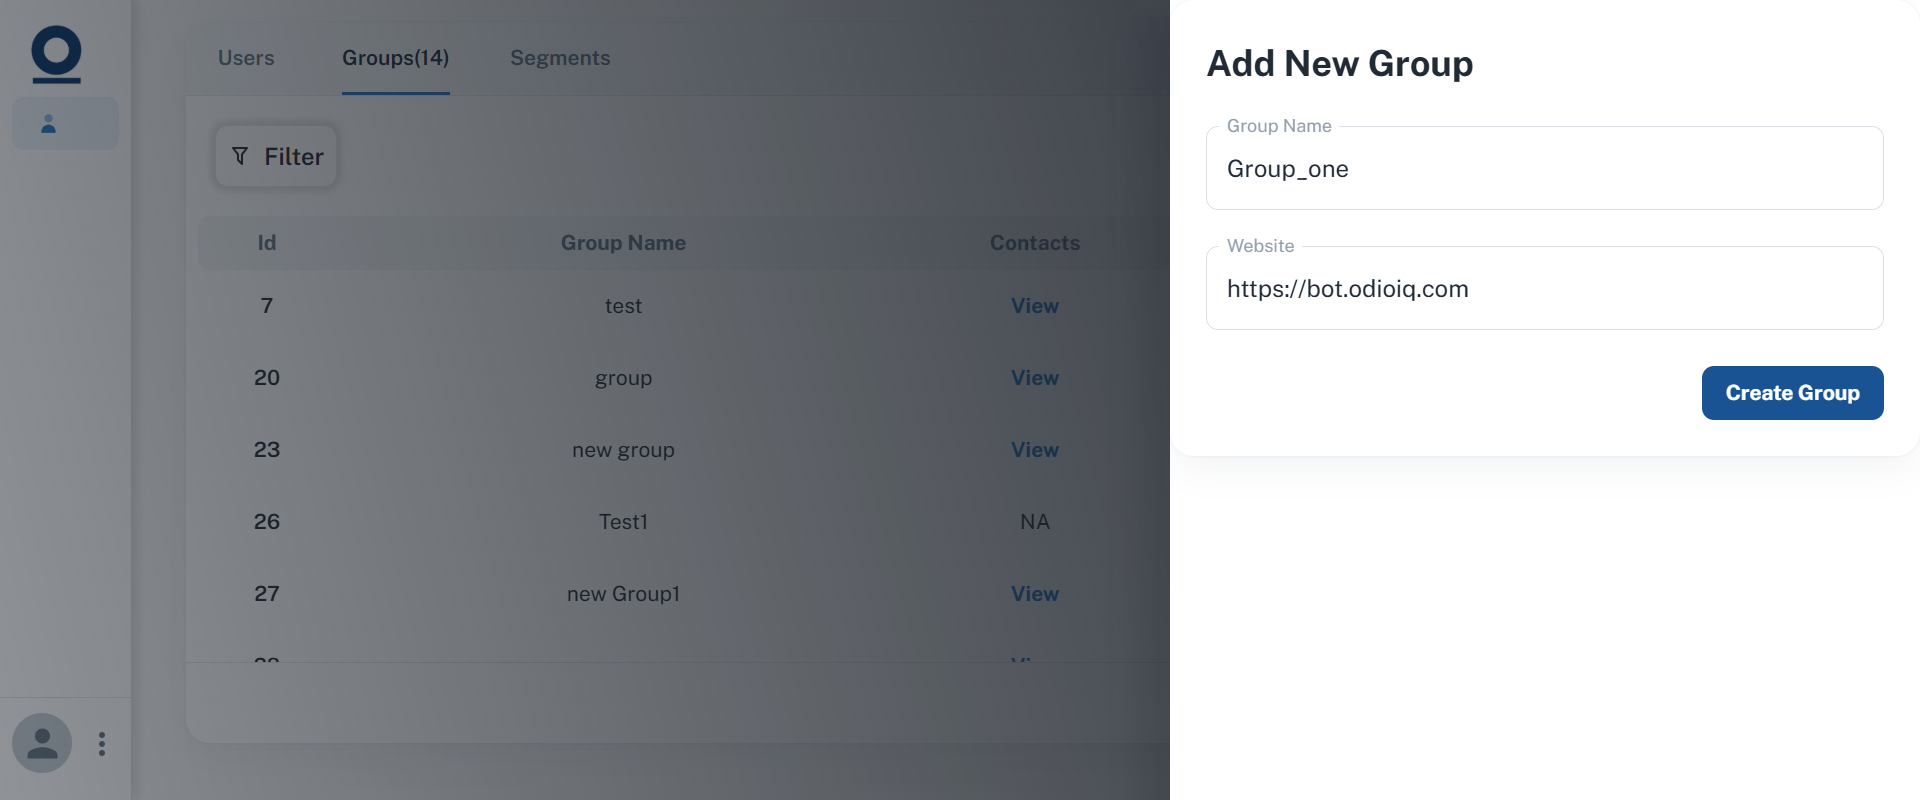 Users Groups(14) Segments
Filter
Id Group Name Contacts
7 test View
20 group View
23 new group View
26 Test1 NA
27 new Group1 View
Add New Group
Group Name
Group_one
Website
https://bot.odioiq.com
Create Group